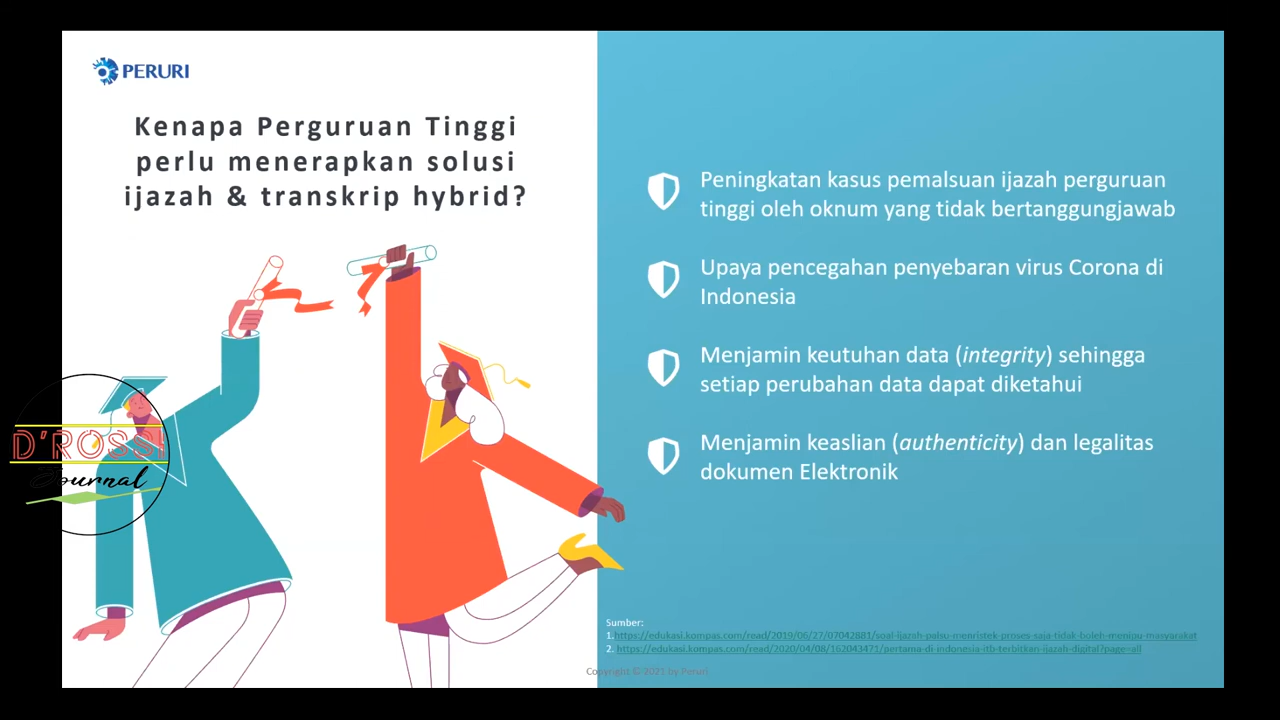 PERURI
Kenapa Perguruan Tinggi
perlu menerapkan solusi
ijazah & transkrip hybrid?
Peningkatan kasus pemalsuan ijazah perguruan
tinggi oleh oknum yang tidak bertanggungjawab
Upaya pencegahan penyebaran virus Corona di
Indonesia
Menjamin keutuhan data (integrity) sehingga
setiap perubahan data dapat diketahui
Menjamin keaslian (authenticity) dan legalitas
dokumen Elektronik
D'ROSSI
Journal
Sumber:
1.https://edukasi.kompas.com/read/2019/06/27/07042881/soal-ijazah-palsu-menristek-proses-saja-tidak-boleh-menipu-masyarakat
2. https://edukasi.kompas.com/read/2020/04/08/162043471/pertama-di-indonesia-itb-terbitkan-ijazah-digital?page=all
Copyright © 2021 by Peruri